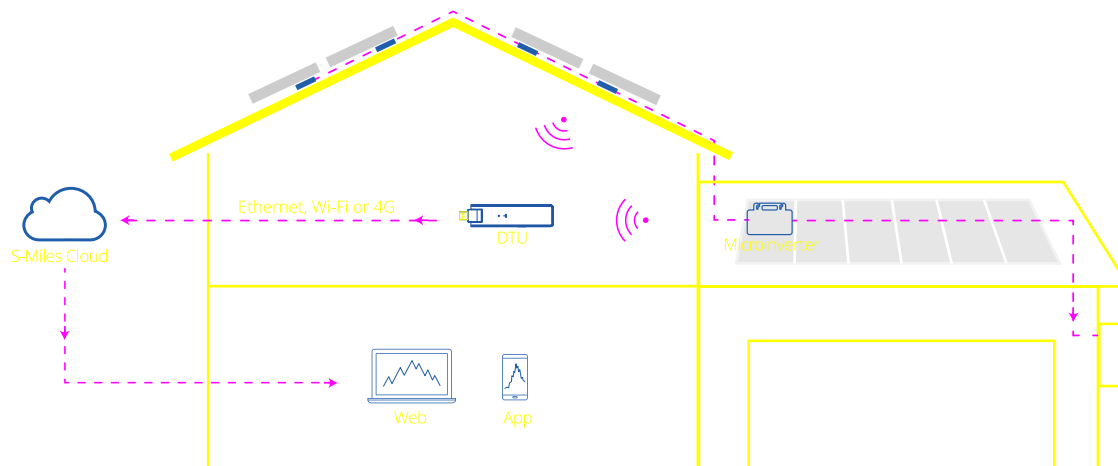 Ethernet, Wi-Fi or 4G
DTU
Microinverter
S-Miles Cloud
Web
App